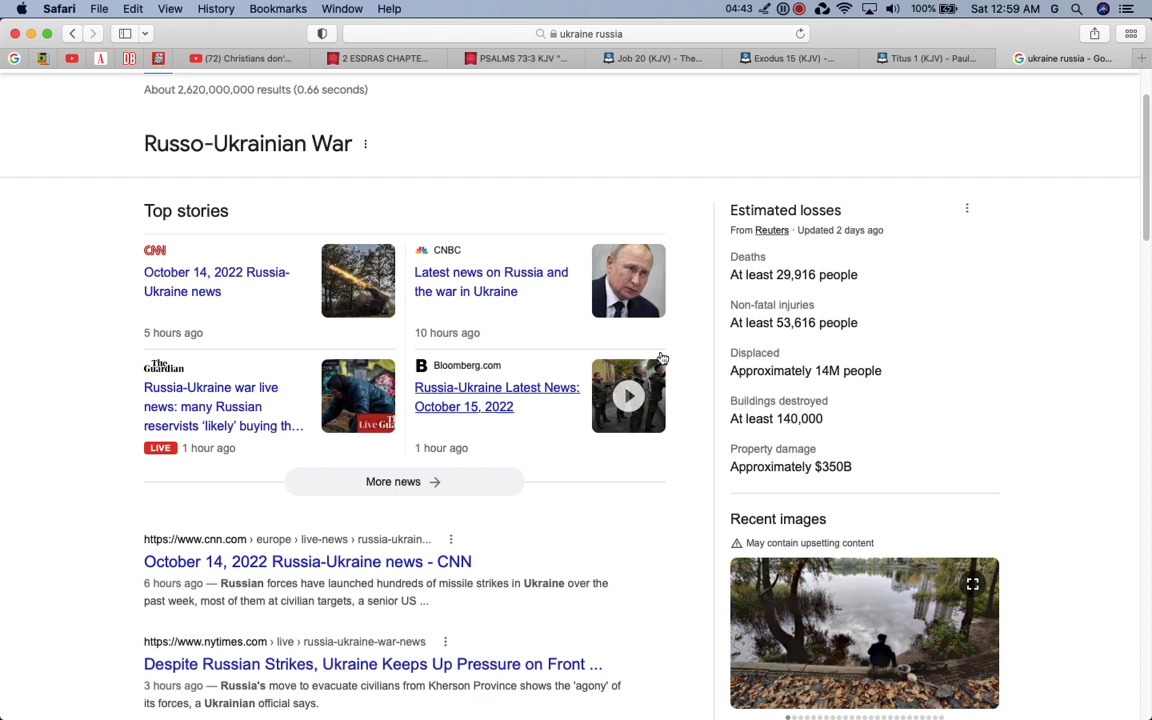 Safari File Edit View History Bookmarks Window Help 04:43 100% Sat 12:59 AM G
ukraine russia
(72) Christians don'... 2 ESDRAS CHAPTE... PSALMS 73:3 KJV "... Job 20 (KJV) - The... Exodus 15 (KJV) -... Titus 1 (KJV) - Paul... ukraine russia - Go...
About 2,620,000,000 results (0.66 seconds)
Russo-Ukrainian War
Top stories
CNN
October 14, 2022 Russia-
Ukraine news
5 hours ago
CNBC
Latest news on Russia and
the war in Ukraine
10 hours ago
The
Guardian
Russia-Ukraine war live
news: many Russian
reservists 'likely' buying th...
LIVE 1 hour ago
Bloomberg.com
Russia-Ukraine Latest News:
October 15, 2022
1 hour ago
More news →
https://www.cnn.com › europe › live-news › russia-ukrain...
October 14, 2022 Russia-Ukraine news - CNN
6 hours ago — Russian forces have launched hundreds of missile strikes in Ukraine over the
past week, most of them at civilian targets, a senior US ...
https://www.nytimes.com › live › russia-ukraine-war-news
Despite Russian Strikes, Ukraine Keeps Up Pressure on Front ...
3 hours ago — Russia's move to evacuate civilians from Kherson Province shows the 'agony' of
its forces, a Ukrainian official says.
Estimated losses
From Reuters · Updated 2 days ago
Deaths
At least 29,916 people
Non-fatal injuries
At least 53,616 people
Displaced
Approximately 14M people
Buildings destroyed
At least 140,000
Property damage
Approximately $350B
Recent images
May contain upsetting content